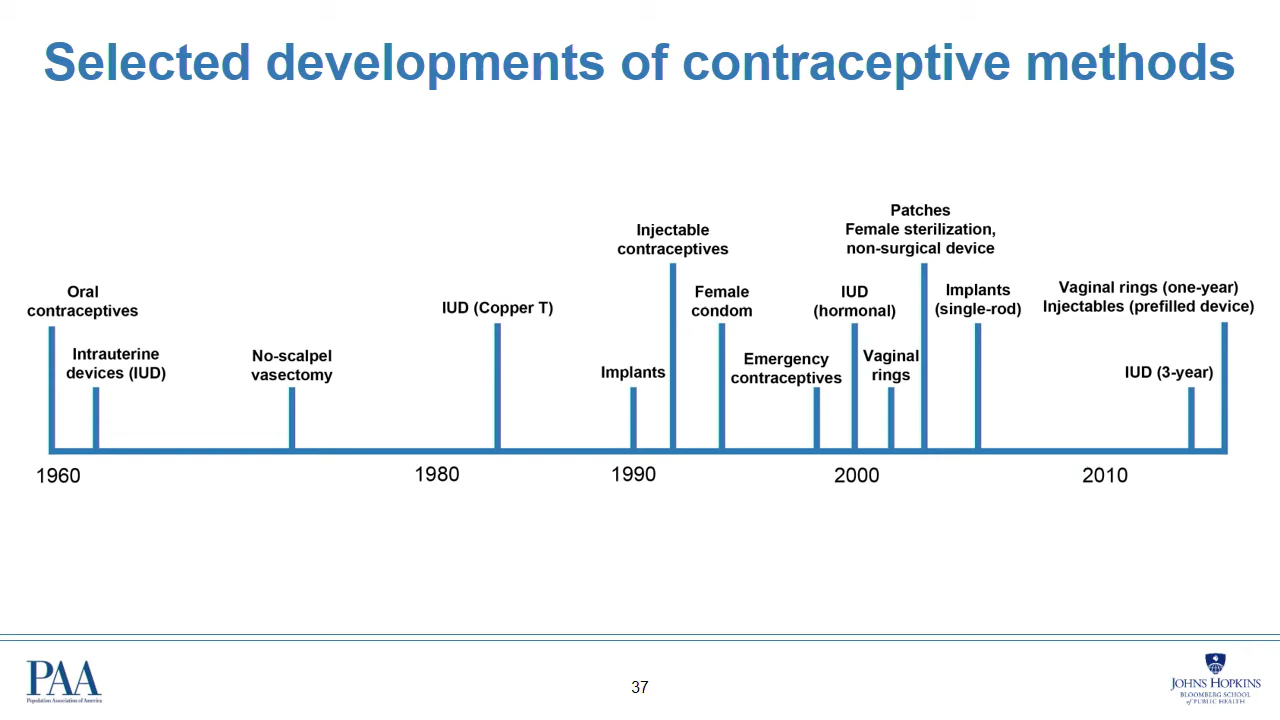 Selected developments of contraceptive methods
Oral
contraceptives
Intrauterine
devices (IUD)
No-scalpel
vasectomy
IUD (Copper T)
Implants
Injectable
contraceptives
Female
condom
Emergency
contraceptives
IUD
(hormonal)
Vaginal
rings
Patches
Female sterilization,
non-surgical device
Implants
(single-rod)
IUD (3-year)
Vaginal rings (one-year)
Injectables (prefilled device)
1960
1980
1990
2000
2010
PAA
Population Association of America
37
JOHNS HOPKINS
BLOOMBERG SCHOOL
of PUBLIC HEALTH